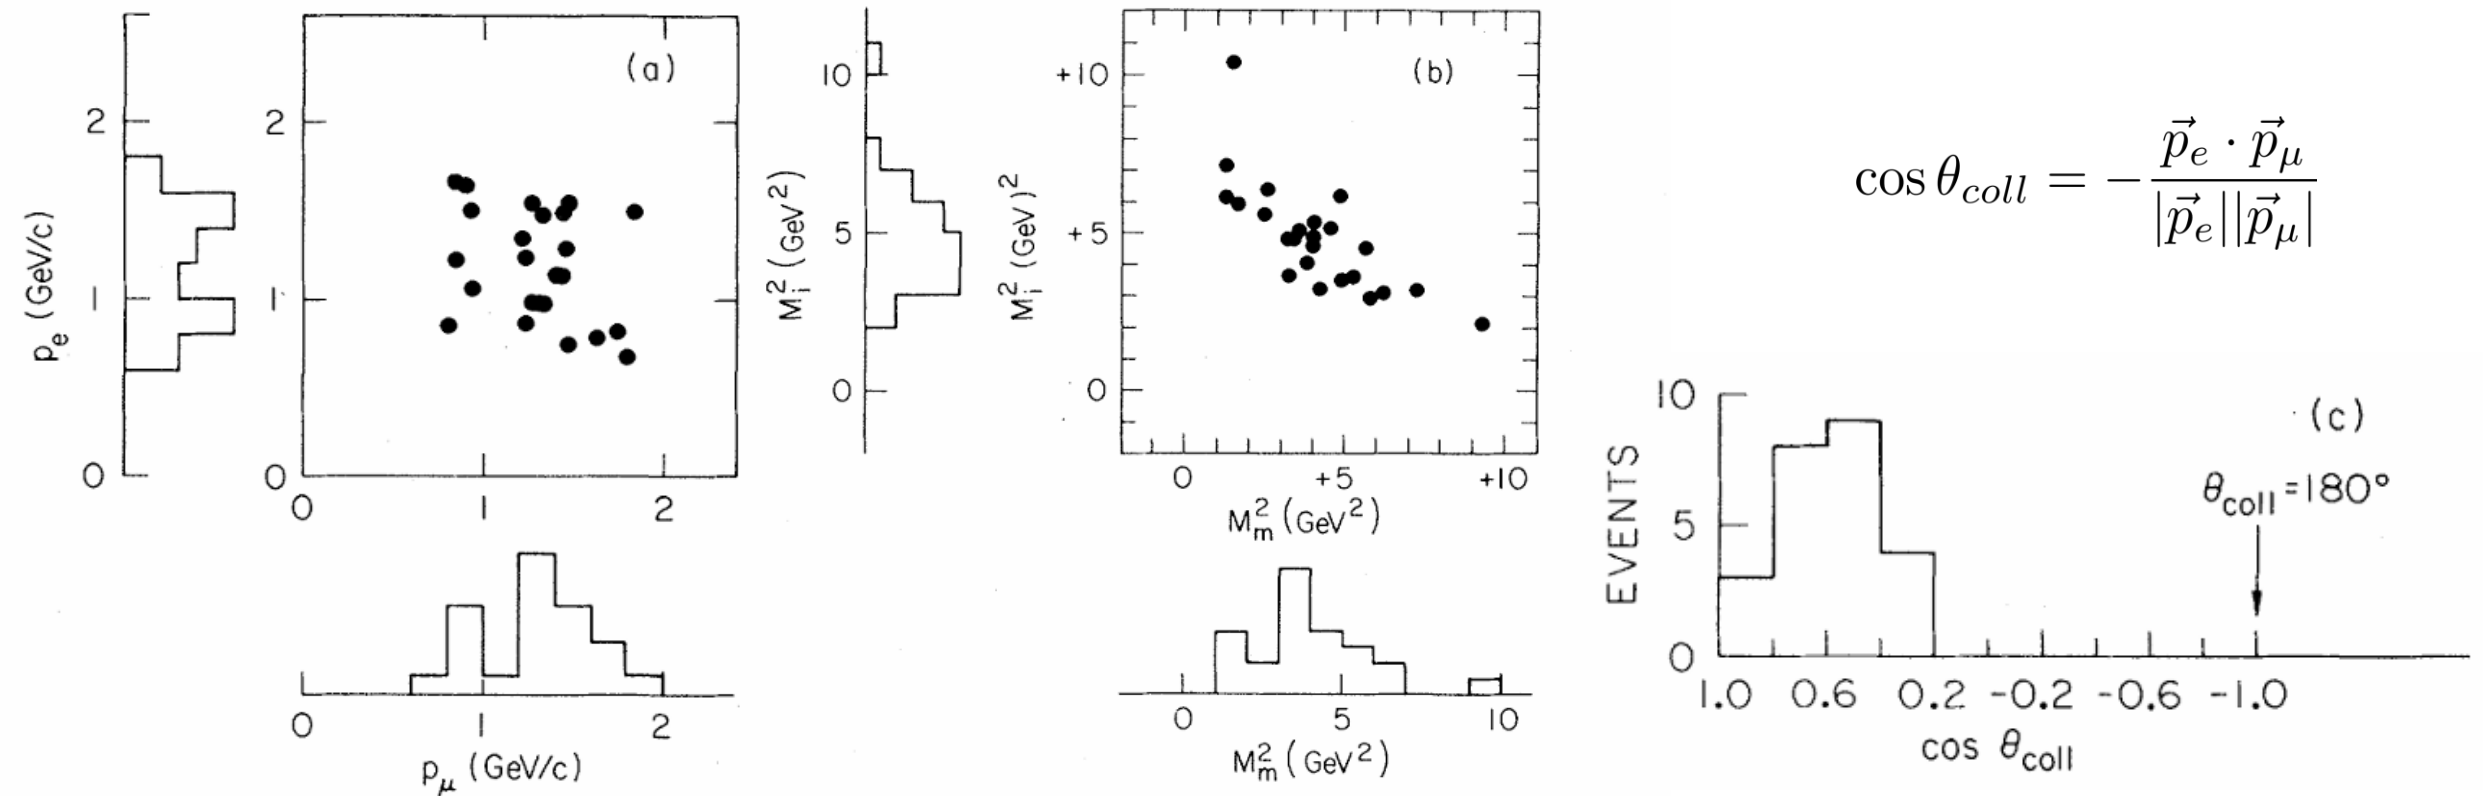 2
1
0
p_e (GeV/c)
(a)
2
1
0
0 1 2
0 1 2
p_μ (GeV/c)
10
5
0
M_i^2 (GeV^2)
(b)
+10
+5
0
M_i^2 (GeV)^2
0 +5 +10
M_m^2 (GeV^2)
0 5 10
M_m^2 (GeV^2)
cos θ_coll = − p⃗_e · p⃗_μ / |p⃗_e||p⃗_μ|
(c)
θ_coll = 180°
10
5
0
EVENTS
1.0 0.6 0.2 -0.2 -0.6 -1.0
cos θ_coll